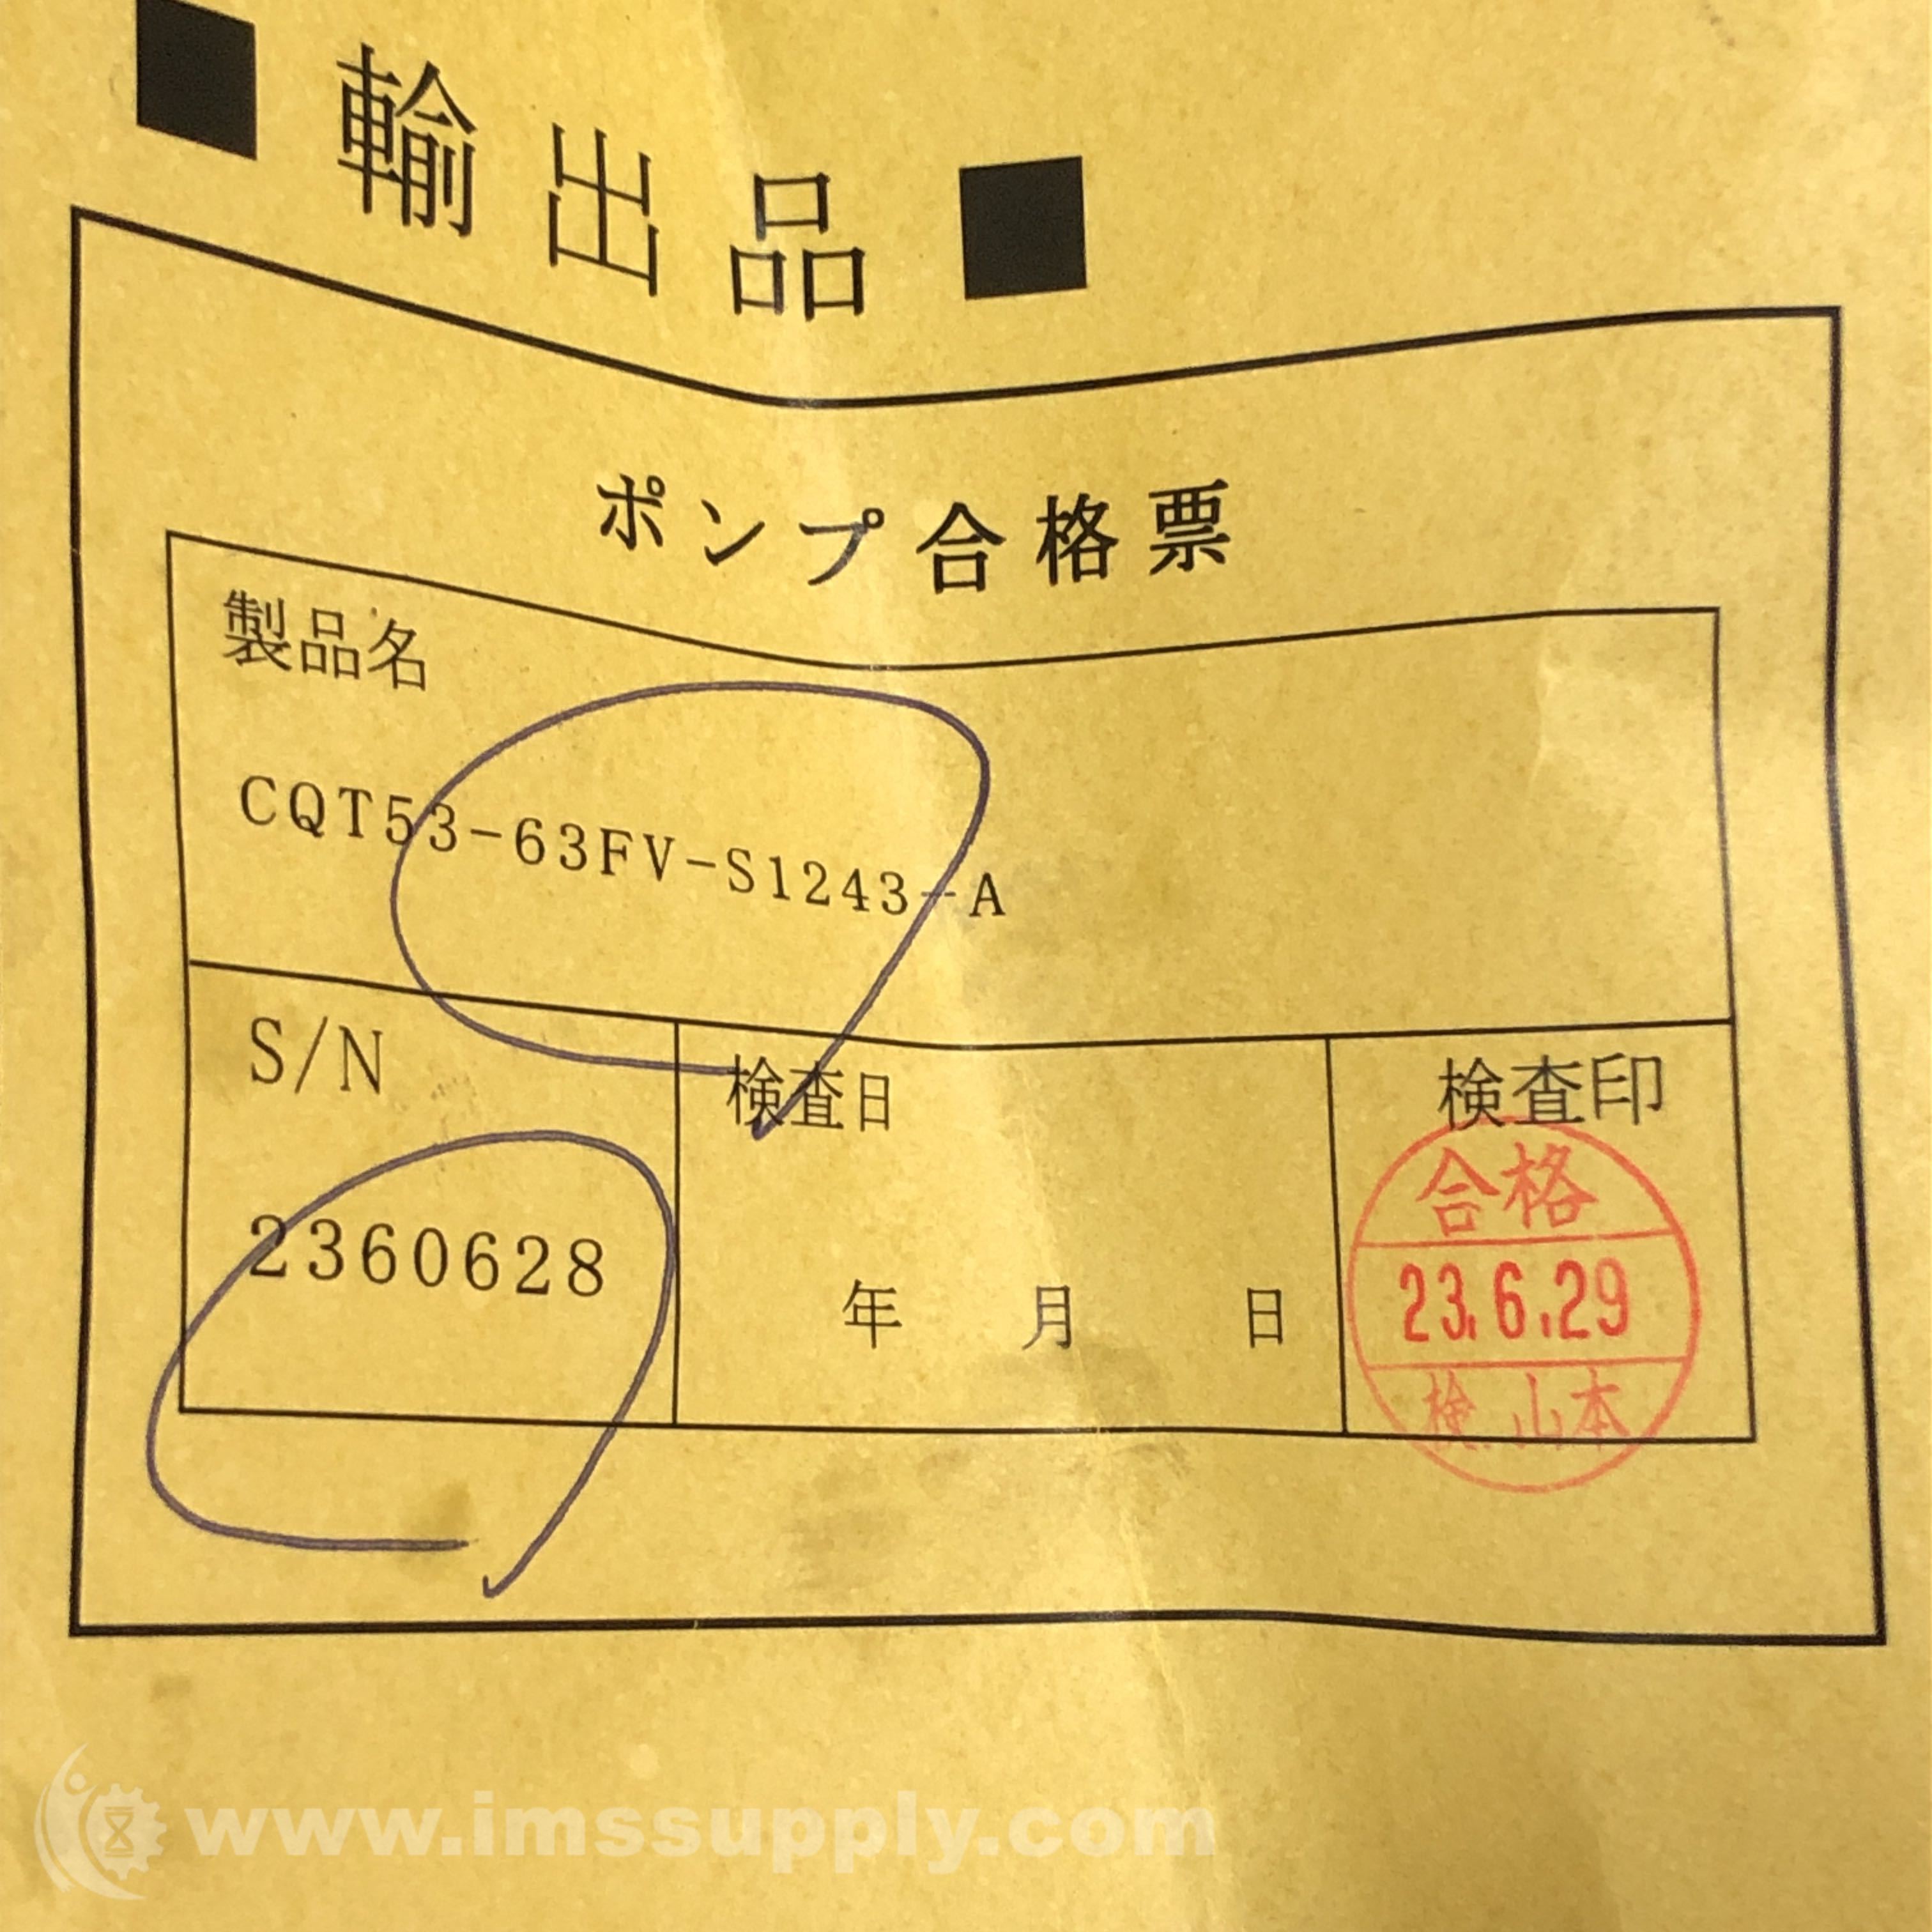 ■輸出品■
ポンプ合格票
製品名
CQT53-63FV-S1243-A
S/N
2360628
検査日
年 月 日
検査印
合格
23.6.29
検 山本
www.imssupply.com